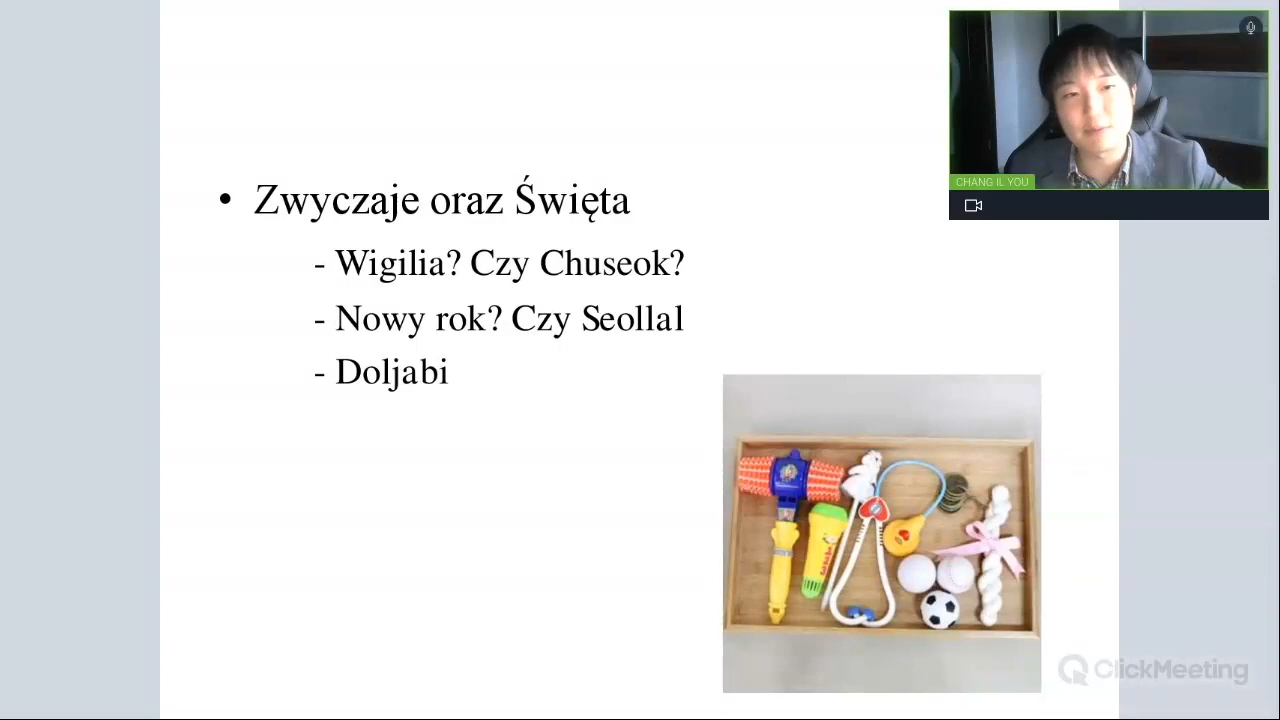 • Zwyczaje oraz Święta
- Wigilia? Czy Chuseok?
- Nowy rok? Czy Seollal
- Doljabi
CHANG IL YOU
ClickMeeting